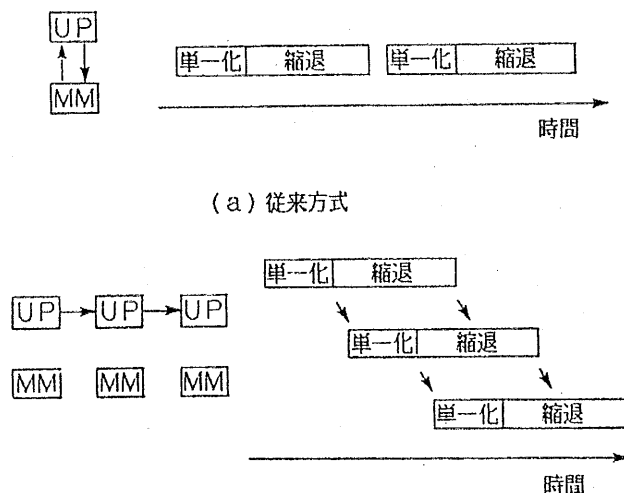 UP
単一化 縮退 単一化 縮退
MM
時間
(a) 従来方式
単一化 縮退
UP UP UP
単一化 縮退
MM MM MM
単一化 縮退
時間